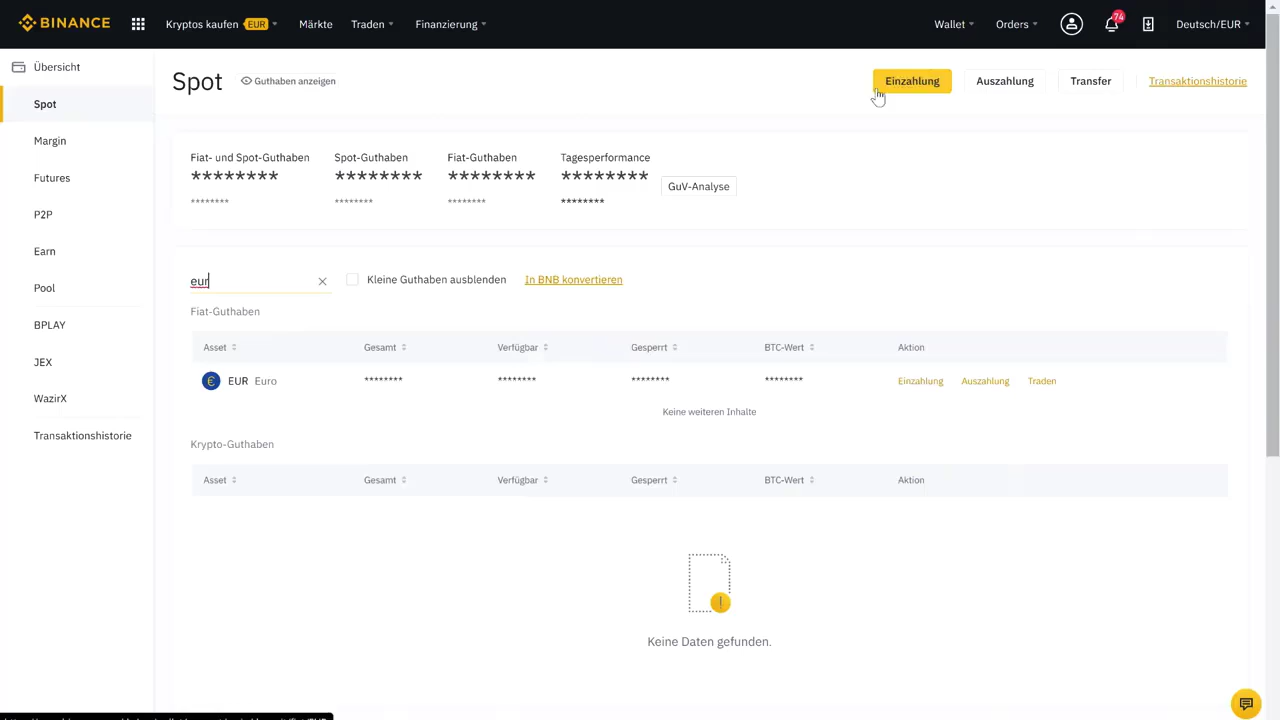 BINANCE Kryptos kaufen EUR Märkte Traden Finanzierung Wallet Orders 74 Deutsch/EUR
Übersicht
Spot
Margin
Futures
P2P
Earn
Pool
BPLAY
JEX
WazirX
Transaktionshistorie
Spot Guthaben anzeigen Einzahlung Auszahlung Transfer Transaktionshistorie
Fiat- und Spot-Guthaben Spot-Guthaben Fiat-Guthaben Tagesperformance
******** ******** ******** ********
GuV-Analyse
******** ******** ******** ********
eur Kleine Guthaben ausblenden In BNB konvertieren
Fiat-Guthaben
Asset Gesamt Verfügbar Gesperrt BTC-Wert Aktion
€ EUR Euro ******** ******** ******** ******** Einzahlung Auszahlung Traden
Keine weiteren Inhalte
Krypto-Guthaben
Asset Gesamt Verfügbar Gesperrt BTC-Wert Aktion
Keine Daten gefunden.